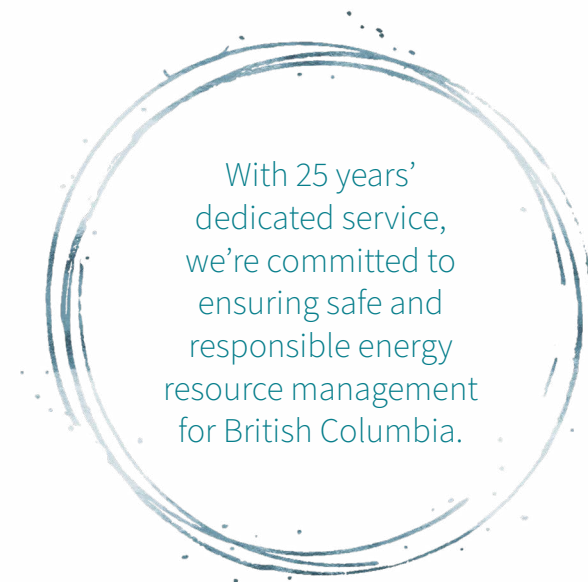 With 25 years’
dedicated service,
we’re committed to
ensuring safe and
responsible energy
resource management
for British Columbia.